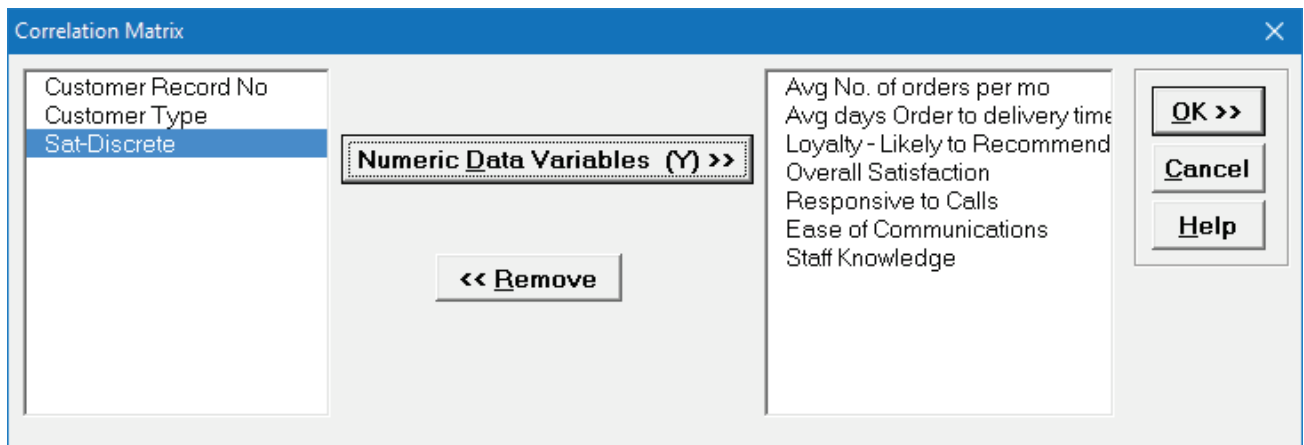 Correlation Matrix
Customer Record No
Customer Type
Sat-Discrete
Numeric Data Variables (Y) >>
<< Remove
Avg No. of orders per mo
Avg days Order to delivery time
Loyalty - Likely to Recommend
Overall Satisfaction
Responsive to Calls
Ease of Communications
Staff Knowledge
OK >>
Cancel
Help